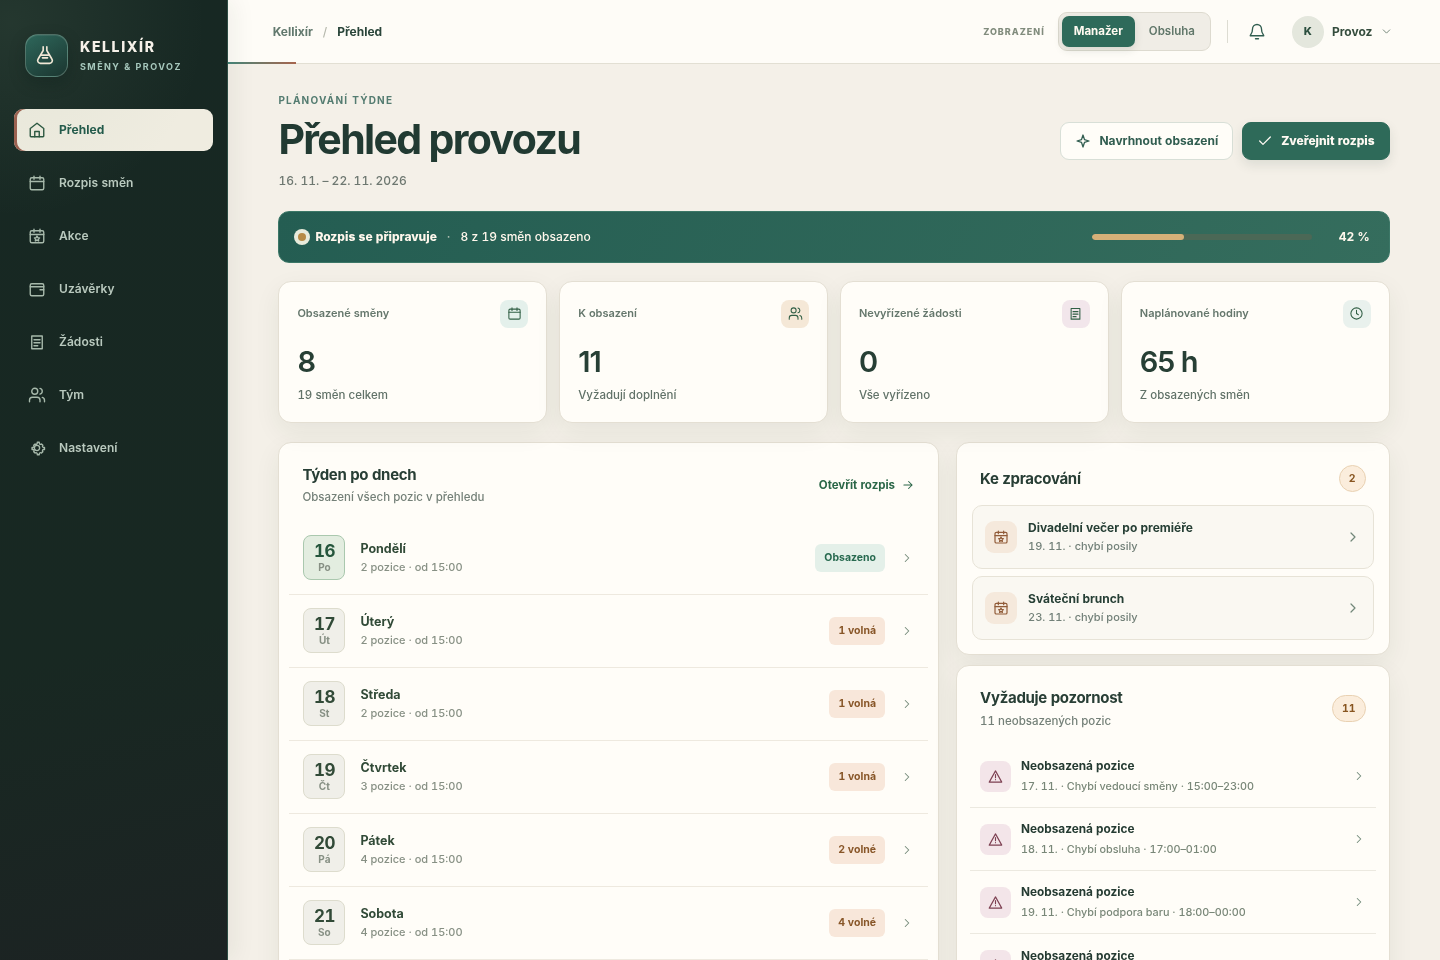 KELLIXÍR
SMĚNY & PROVOZ
Přehled
Rozpis směn
Akce
Uzávěrky
Žádosti
Tým
Nastavení
Kellixír / Přehled
ZOBRAZENÍ
Manažer
Obsluha
K
Provoz
PLÁNOVÁNÍ TÝDNE
Přehled provozu
16. 11. – 22. 11. 2026
Navrhnout obsazení
Zveřejnit rozpis
Rozpis se připravuje · 8 z 19 směn obsazeno
42 %
Obsazené směny
8
19 směn celkem
K obsazení
11
Vyžadují doplnění
Nevyřízené žádosti
0
Vše vyřízeno
Naplánované hodiny
65 h
Z obsazených směn
Týden po dnech
Obsazení všech pozic v přehledu
Otevřít rozpis
16
Po
Pondělí
2 pozice · od 15:00
Obsazeno
17
Út
Úterý
2 pozice · od 15:00
1 volná
18
St
Středa
2 pozice · od 15:00
1 volná
19
Čt
Čtvrtek
3 pozice · od 15:00
1 volná
20
Pá
Pátek
4 pozice · od 15:00
2 volné
21
So
Sobota
4 pozice · od 15:00
4 volné
Ke zpracování
2
Divadelní večer po premiéře
19. 11. · chybí posily
Sváteční brunch
23. 11. · chybí posily
Vyžaduje pozornost
11 neobsazených pozic
11
Neobsazená pozice
17. 11. · Chybí vedoucí směny · 15:00–23:00
Neobsazená pozice
18. 11. · Chybí obsluha · 17:00–01:00
Neobsazená pozice
19. 11. · Chybí podpora baru · 18:00–00:00
Neobsazená pozice